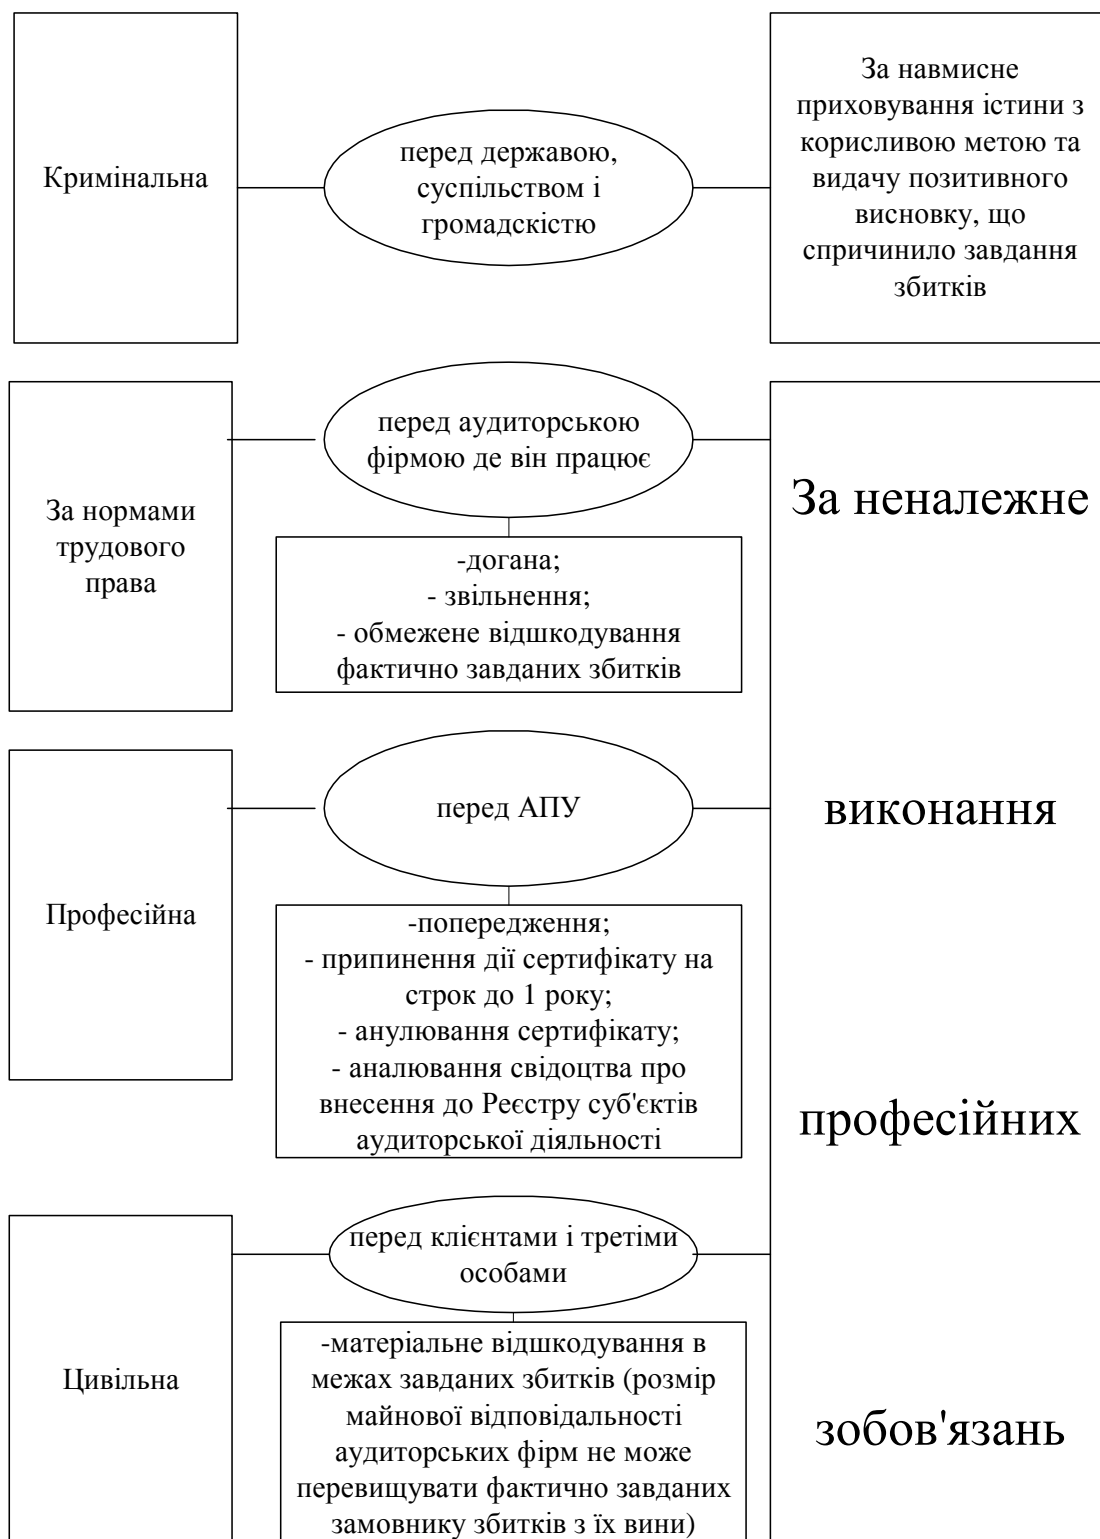 Кримінальна
перед державою,
суспільством і
громадскістю
За навмисне
приховування істини з
корисливою метою та
видачу позитивного
висновку, що
спричинило завдання
збитків
За нормами
трудового
права
перед аудиторською
фірмою де він працює
-догана;
- звільнення;
- обмежене відшкодування
фактично завданих збитків
За неналежне
виконання
професійних
зобов'язань
Професійна
перед АПУ
-попередження;
- припинення дії сертифікату на
строк до 1 року;
- анулювання сертифікату;
- аналювання свідоцтва про
внесення до Реєстру суб'єктів
аудиторської діяльності
Цивільна
перед клієнтами і третіми
особами
-матеріальне відшкодування в
межах завданих збитків (розмір
майнової відповідальності
аудиторських фірм не може
перевищувати фактично завданих
замовнику збитків з їх вини)